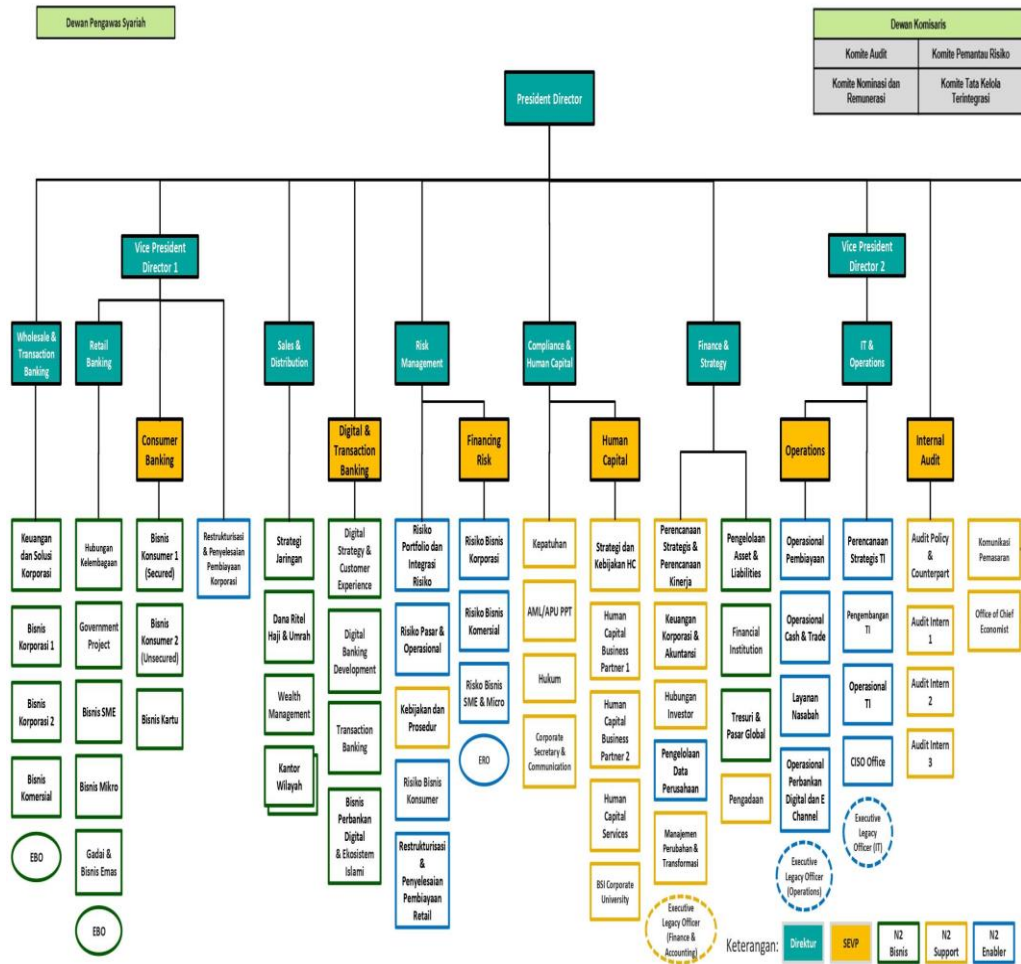 Dewan Pengawas Syariah
Dewan Komisaris
Komite Audit
Komite Pemantau Risiko
Komite Nominasi dan
Remunerasi
Komite Tata Kelola
Terintegrasi
President Director
Vice President
Director 1
Vice President
Director 2
Wholesale &
Transaction
Banking
Retail
Banking
Sales &
Distribution
Risk
Management
Compliance &
Human Capital
Finance &
Strategy
IT &
Operations
Consumer
Banking
Digital &
Transaction
Banking
Financing
Risk
Human
Capital
Operations
Internal
Audit
Keuangan
dan Solusi
Korporasi
Bisnis
Korporasi 1
Bisnis
Korporasi 2
Bisnis
Komersial
EBO
Hubungan
Kelembagaan
Government
Project
Bisnis SME
Bisnis Mikro
Gadai &
Bisnis Emas
EBO
Bisnis
Konsumer 1
(Secured)
Bisnis
Konsumer 2
(Unsecured)
Bisnis Kartu
Restrukturisasi
& Penyelesaian
Pembiayaan
Korporasi
Strategi
Jaringan
Dana Ritel
Haji & Umrah
Wealth
Management
Kantor
Wilayah
Digital
Strategy &
Customer
Experience
Digital
Banking
Development
Transaction
Banking
Bisnis
Perbankan
Digital
& Ekosistem
Islami
Risiko
Portfolio dan
Integrasi
Risiko
Risiko Pasar &
Operasional
Kebijakan dan
Prosedur
Risiko Bisnis
Konsumer
Restrukturisasi
&
Penyelesaian
Pembiayaan
Retail
Risiko Bisnis
Korporasi
Risiko Bisnis
Komersial
Risko Bisnis
SME & Micro
ERO
Kepatuhan
AML/APU PPT
Hukum
Corporate
Secretary &
Communication
Strategi dan
Kebijakan HC
Human
Capital
Business
Partner 1
Human
Capital
Business
Partner 2
Human
Capital
Services
BSI Corporate
University
Perencanaan
Strategis &
Perencanaan
Kinerja
Keuangan
Korporasi &
Akuntansi
Hubungan
Investor
Pengelolaan
Data
Perusahaan
Manajemen
Perubahan &
Transformasi
Executive
Legacy Officer
(Finance &
Accounting)
Pengelolaan
Asset &
Liabilities
Financial
Institution
Tresuri &
Pasar Global
Pengadaan
Operasional
Pembiayaan
Operasional
Cash & Trade
Layanan
Nasabah
Operasional
Perbankan
Digital dan E
Channel
Executive
Legacy Officer
(Operations)
Perencanaan
Strategis TI
Pengembangan
TI
Operasional
TI
CISO Office
Executive
Legacy
Officer (IT)
Audit Policy
&
Counterpart
Audit Intern
1
Audit Intern
2
Audit Intern
3
Komunikasi
Pemasaran
Office of Chief
Economist
Keterangan:
Direktur
SEVP
N2
Bisnis
N2
Support
N2
Enabler